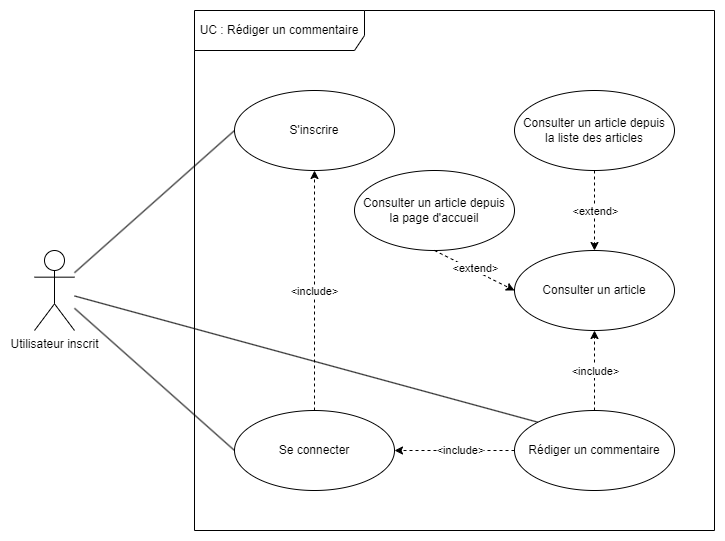 UC : Rédiger un commentaire
S'inscrire
Consulter un article depuis
la liste des articles
Consulter un article depuis
la page d'accueil
<extend>
<extend>
<include>
Consulter un article
Utilisateur inscrit
<include>
Se connecter
<include>
Rédiger un commentaire